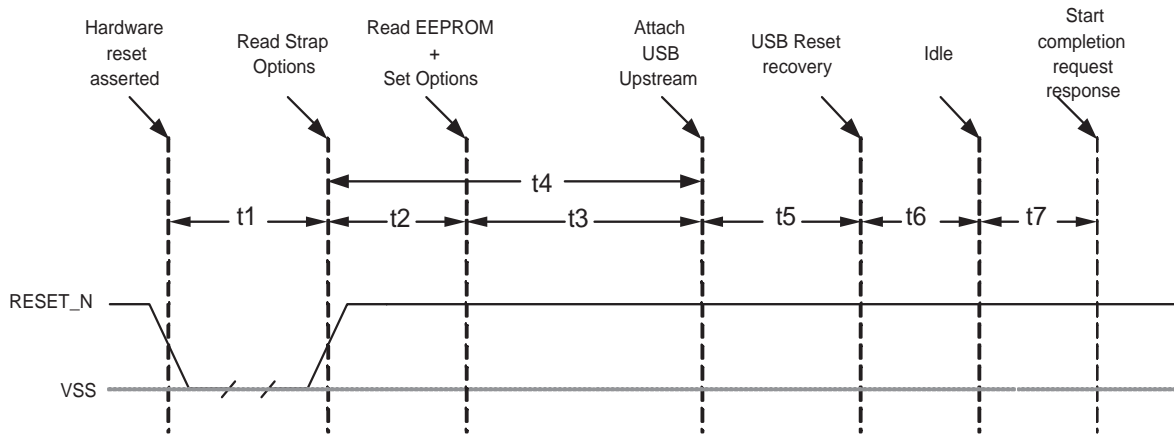 Hardware
reset
asserted
Read Strap
Options
Read EEPROM
+
Set Options
Attach
USB
Upstream
USB Reset
recovery
Idle
Start
completion
request
response
t4
t1
t2
t3
t5
t6
t7
RESET_N
VSS